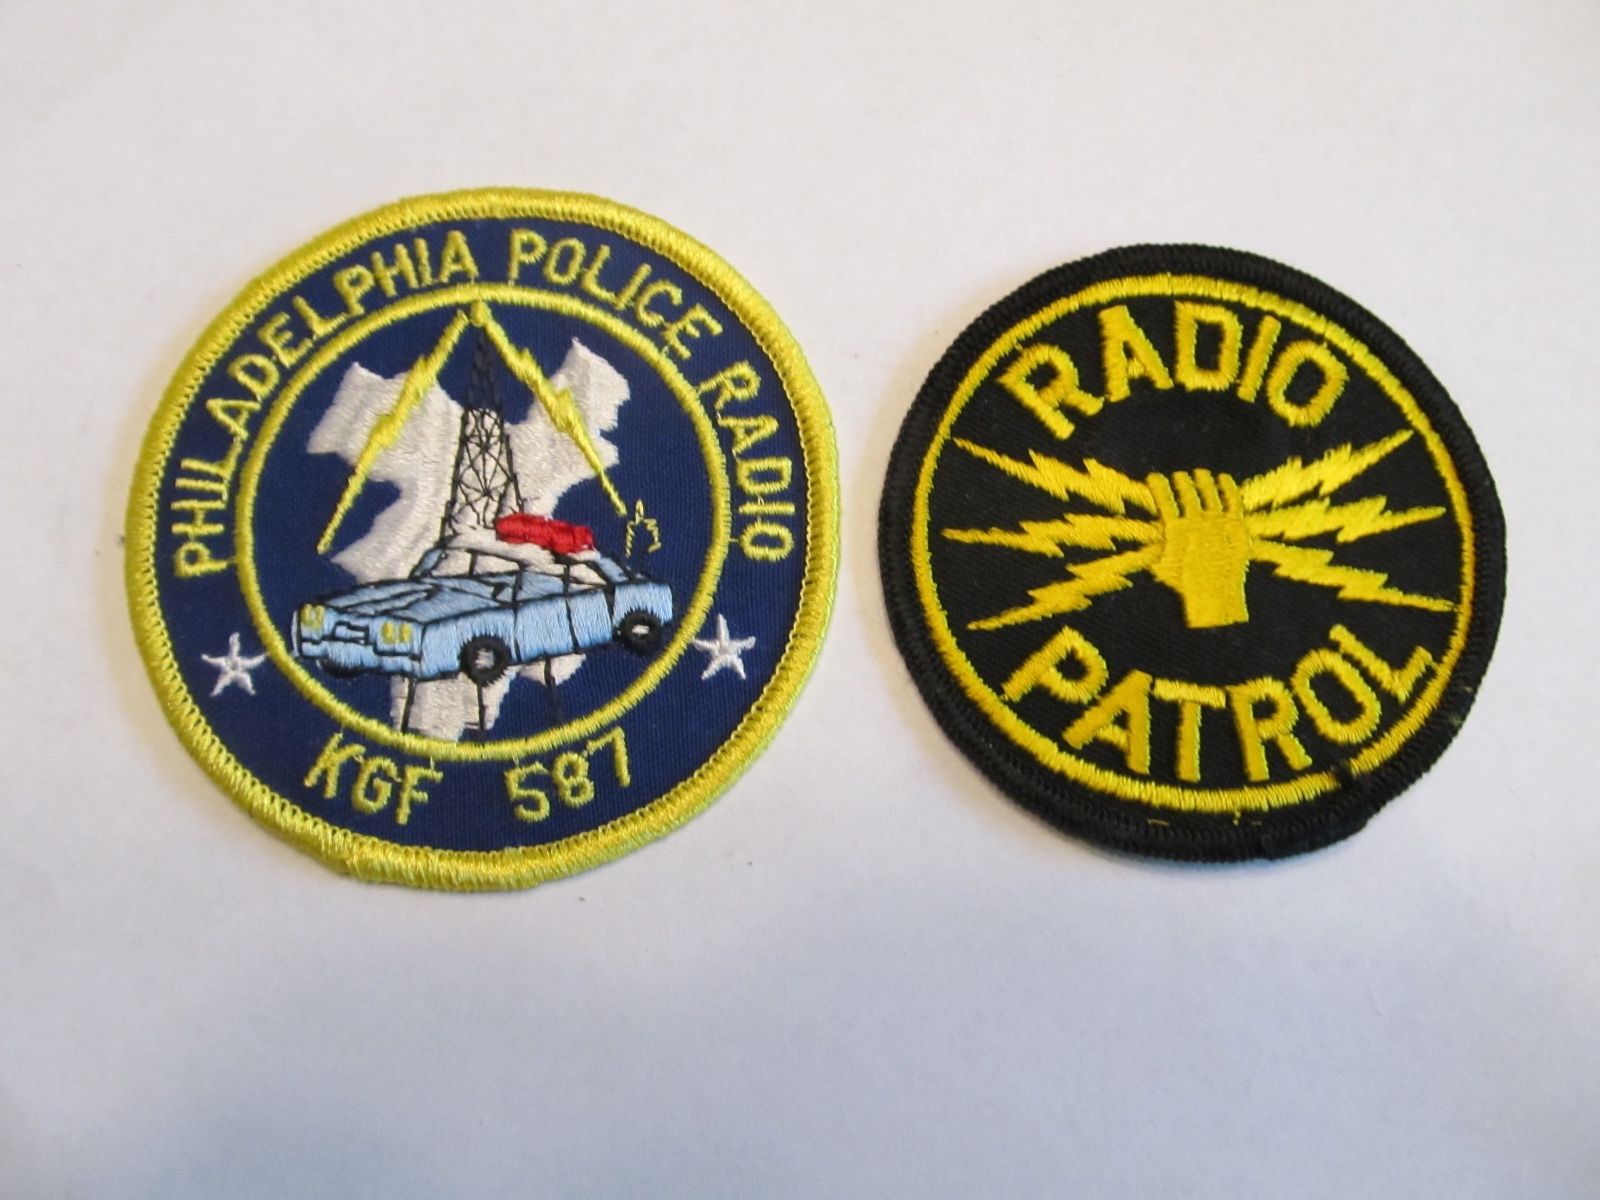 PHILADELPHIA POLICE RADIO
KGF 587
RADIO
PATROL